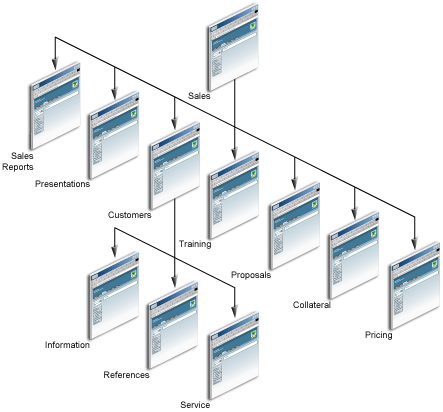 Sales
Sales
Reports
Presentations
Customers
Training
Proposals
Collateral
Pricing
Information
References
Service